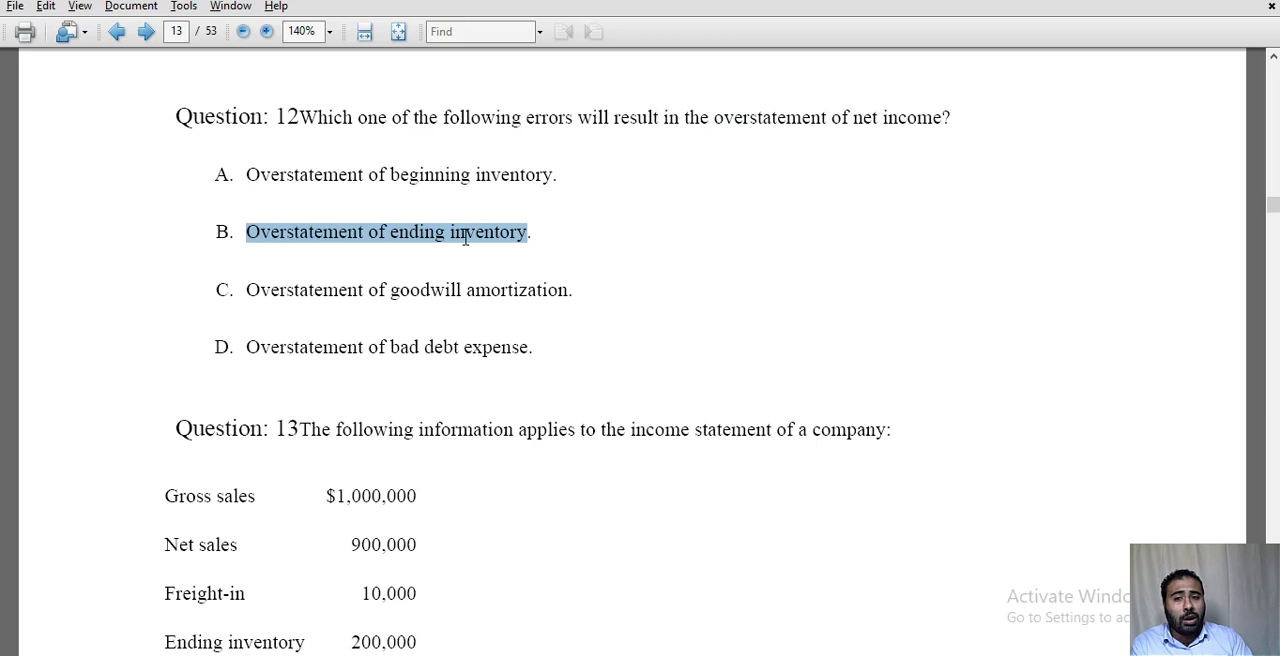 File Edit View Document Tools Window Help
13 / 53 140% Find
Question: 12Which one of the following errors will result in the overstatement of net income?
A. Overstatement of beginning inventory.
B. Overstatement of ending inventory.
C. Overstatement of goodwill amortization.
D. Overstatement of bad debt expense.
Question: 13The following information applies to the income statement of a company:
Gross sales $1,000,000
Net sales 900,000
Freight-in 10,000
Ending inventory 200,000
Activate Windo
Go to Settings to ac